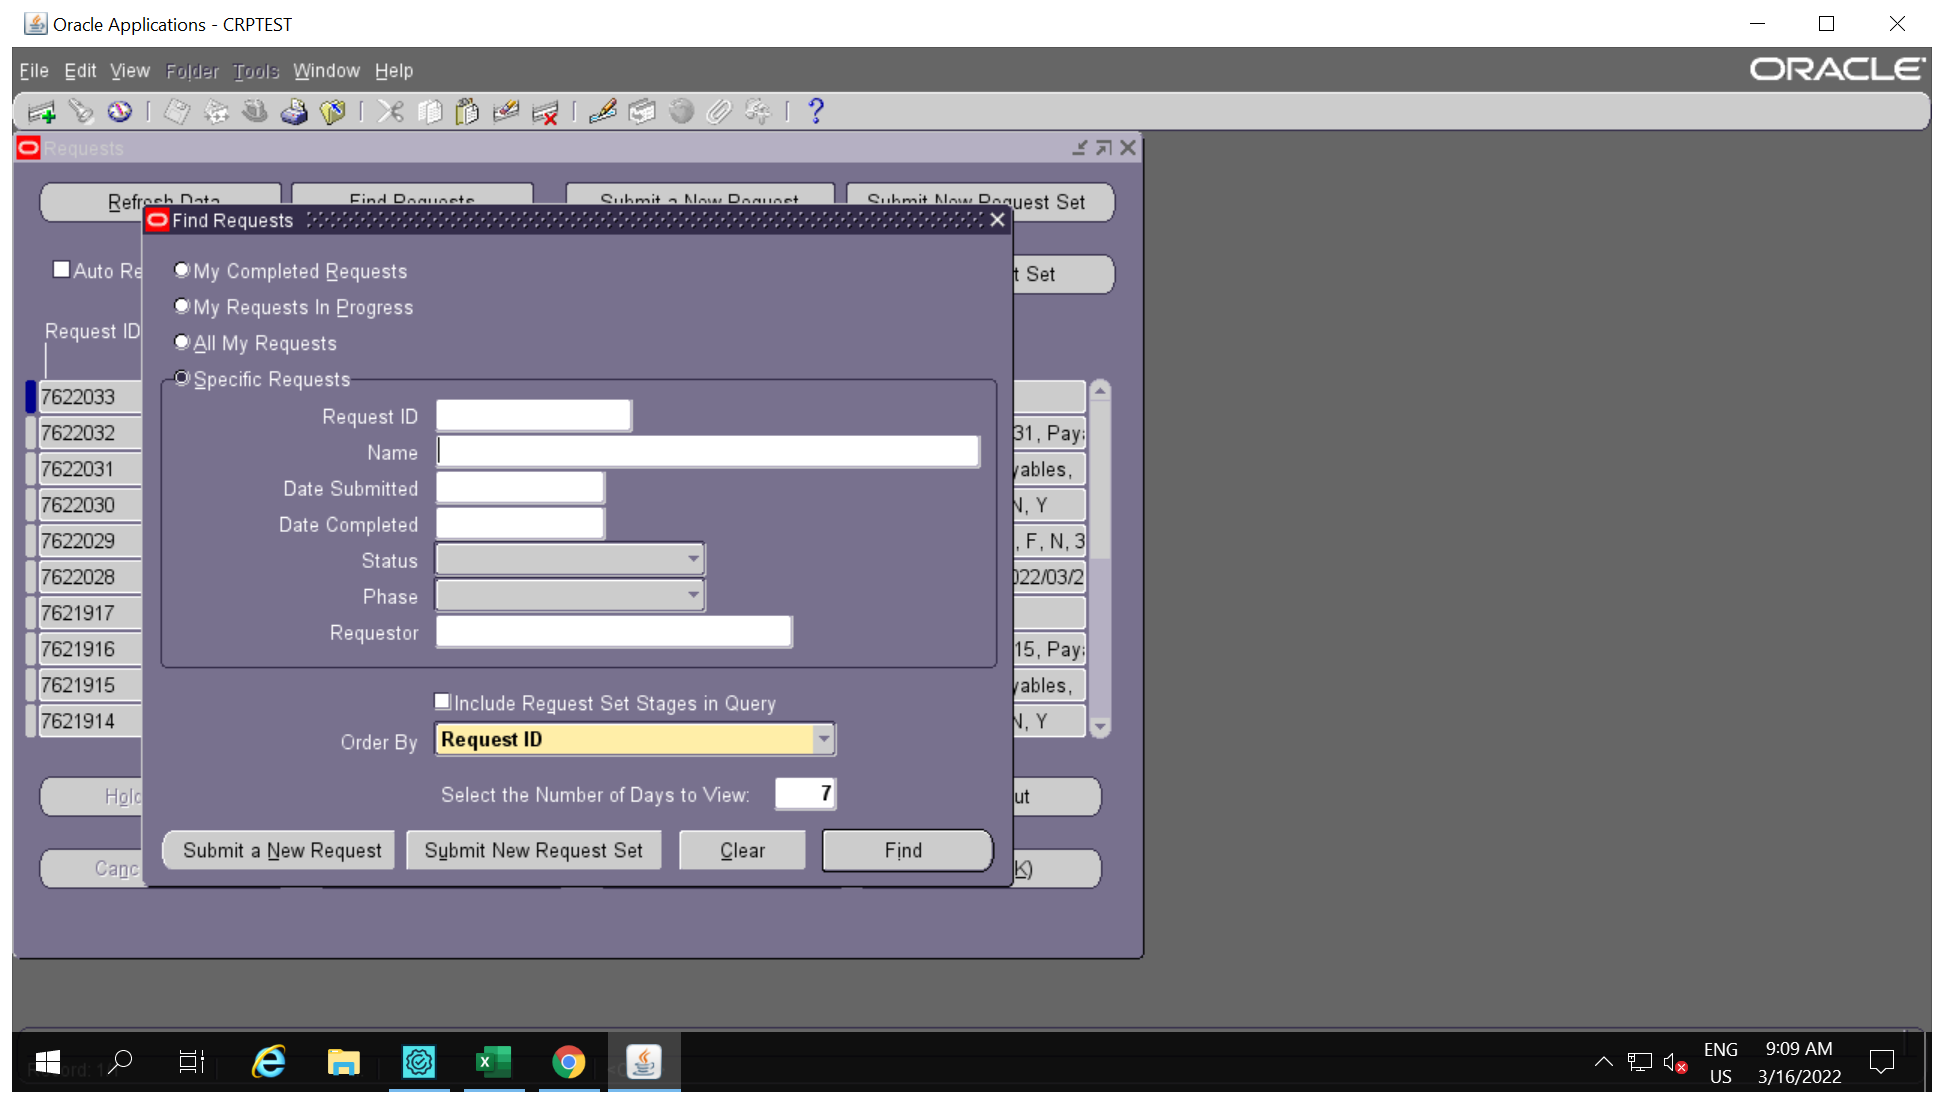 Oracle Applications - CRPTEST
File Edit View Folder Tools Window Help
ORACLE
Requests
Refresh Data Find Requests Submit a New Request Submit New Request Set
Find Requests
Auto Re
t Set
My Completed Requests
My Requests In Progress
All My Requests
Specific Requests
Request ID
Request ID
Name
Date Submitted
Date Completed
Status
Phase
Requestor
7622033
7622032 31, Pay
7622031 yables,
7622030 N, Y
7622029 , F, N, 3
7622028 022/03/2
7621917
7621916 15, Pay
7621915 yables,
7621914 N, Y
Include Request Set Stages in Query
Order By Request ID
Select the Number of Days to View: 7
Hold
ut
Submit a New Request Submit New Request Set Clear Find
Canc
K)
ENG
US
9:09 AM
3/16/2022